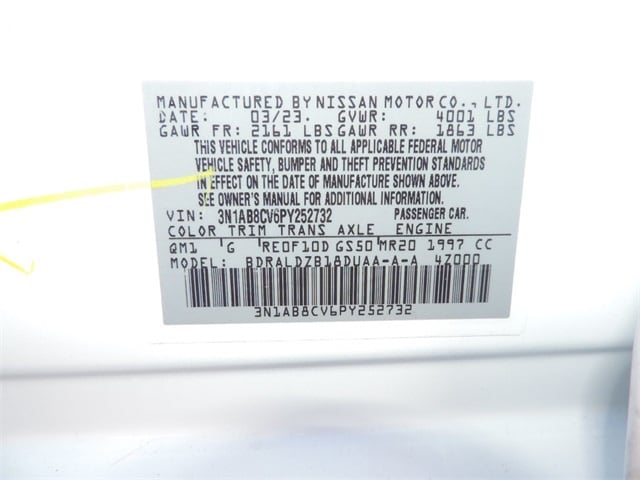 MANUFACTURED BY NISSAN MOTOR CO., LTD.
DATE: 03/23. GVWR: 4001 LBS
GAWR FR: 2161 LBS GAWR RR: 1863 LBS
THIS VEHICLE CONFORMS TO ALL APPLICABLE FEDERAL MOTOR
VEHICLE SAFETY, BUMPER AND THEFT PREVENTION STANDARDS
IN EFFECT ON THE DATE OF MANUFACTURE SHOWN ABOVE.
SEE OWNER'S MANUAL FOR ADDITIONAL INFORMATION.
VIN: 3N1AB8CV6PY252732 PASSENGER CAR.
COLOR TRIM TRANS AXLE ENGINE
QM1 G RE0F10D GS50 MR20 1997 CC
MODEL: BDRALDZB18DUAA-A-A 4Z000
3N1AB8CV6PY252732